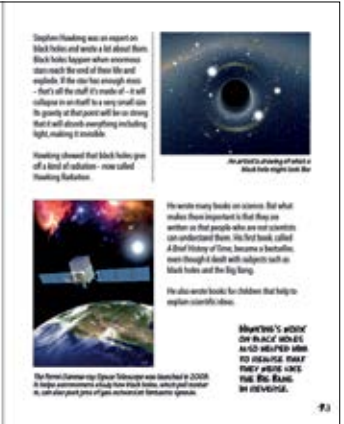 Stephen Hawking was an expert on
black holes and wrote a lot about them.
Black holes happen when enormous
stars reach the end of their life and
explode. If the star has enough mass
– that's all the stuff it's made of – it will
collapse in on itself to a very small size.
Its gravity at that point will be so strong
that it will absorb everything including
light, making it invisible.
Hawking showed that black holes give
off a kind of radiation – now called
Hawking Radiation.
An artist's drawing of what a
black hole might look like
He wrote many books on science. But what
makes them important is that they are
written so that people who are not scientists
can understand them. His first book, called
A Brief History of Time, became a bestseller,
even though it dealt with subjects such as
black holes and the Big Bang.
He also wrote books for children that help to
explain scientific ideas.
Hawking's work
on black holes
also helped him
to realise that
they were like
the Big Bang
in reverse.
The Fermi Gamma-ray Space Telescope was launched in 2008.
It helps astronomers study how black holes, which pull matter
in, can also push jets of gas outwards at fantastic speeds.